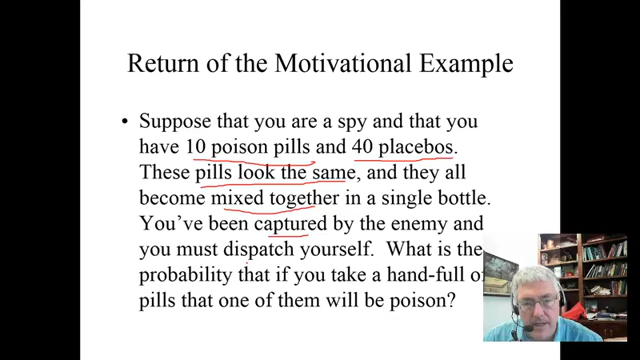 Return of the Motivational Example
• Suppose that you are a spy and that you
have 10 poison pills and 40 placebos.
These pills look the same, and they all
become mixed together in a single bottle.
You've been captured by the enemy and
you must dispatch yourself. What is the
probability that if you take a hand-full of
pills that one of them will be poison?